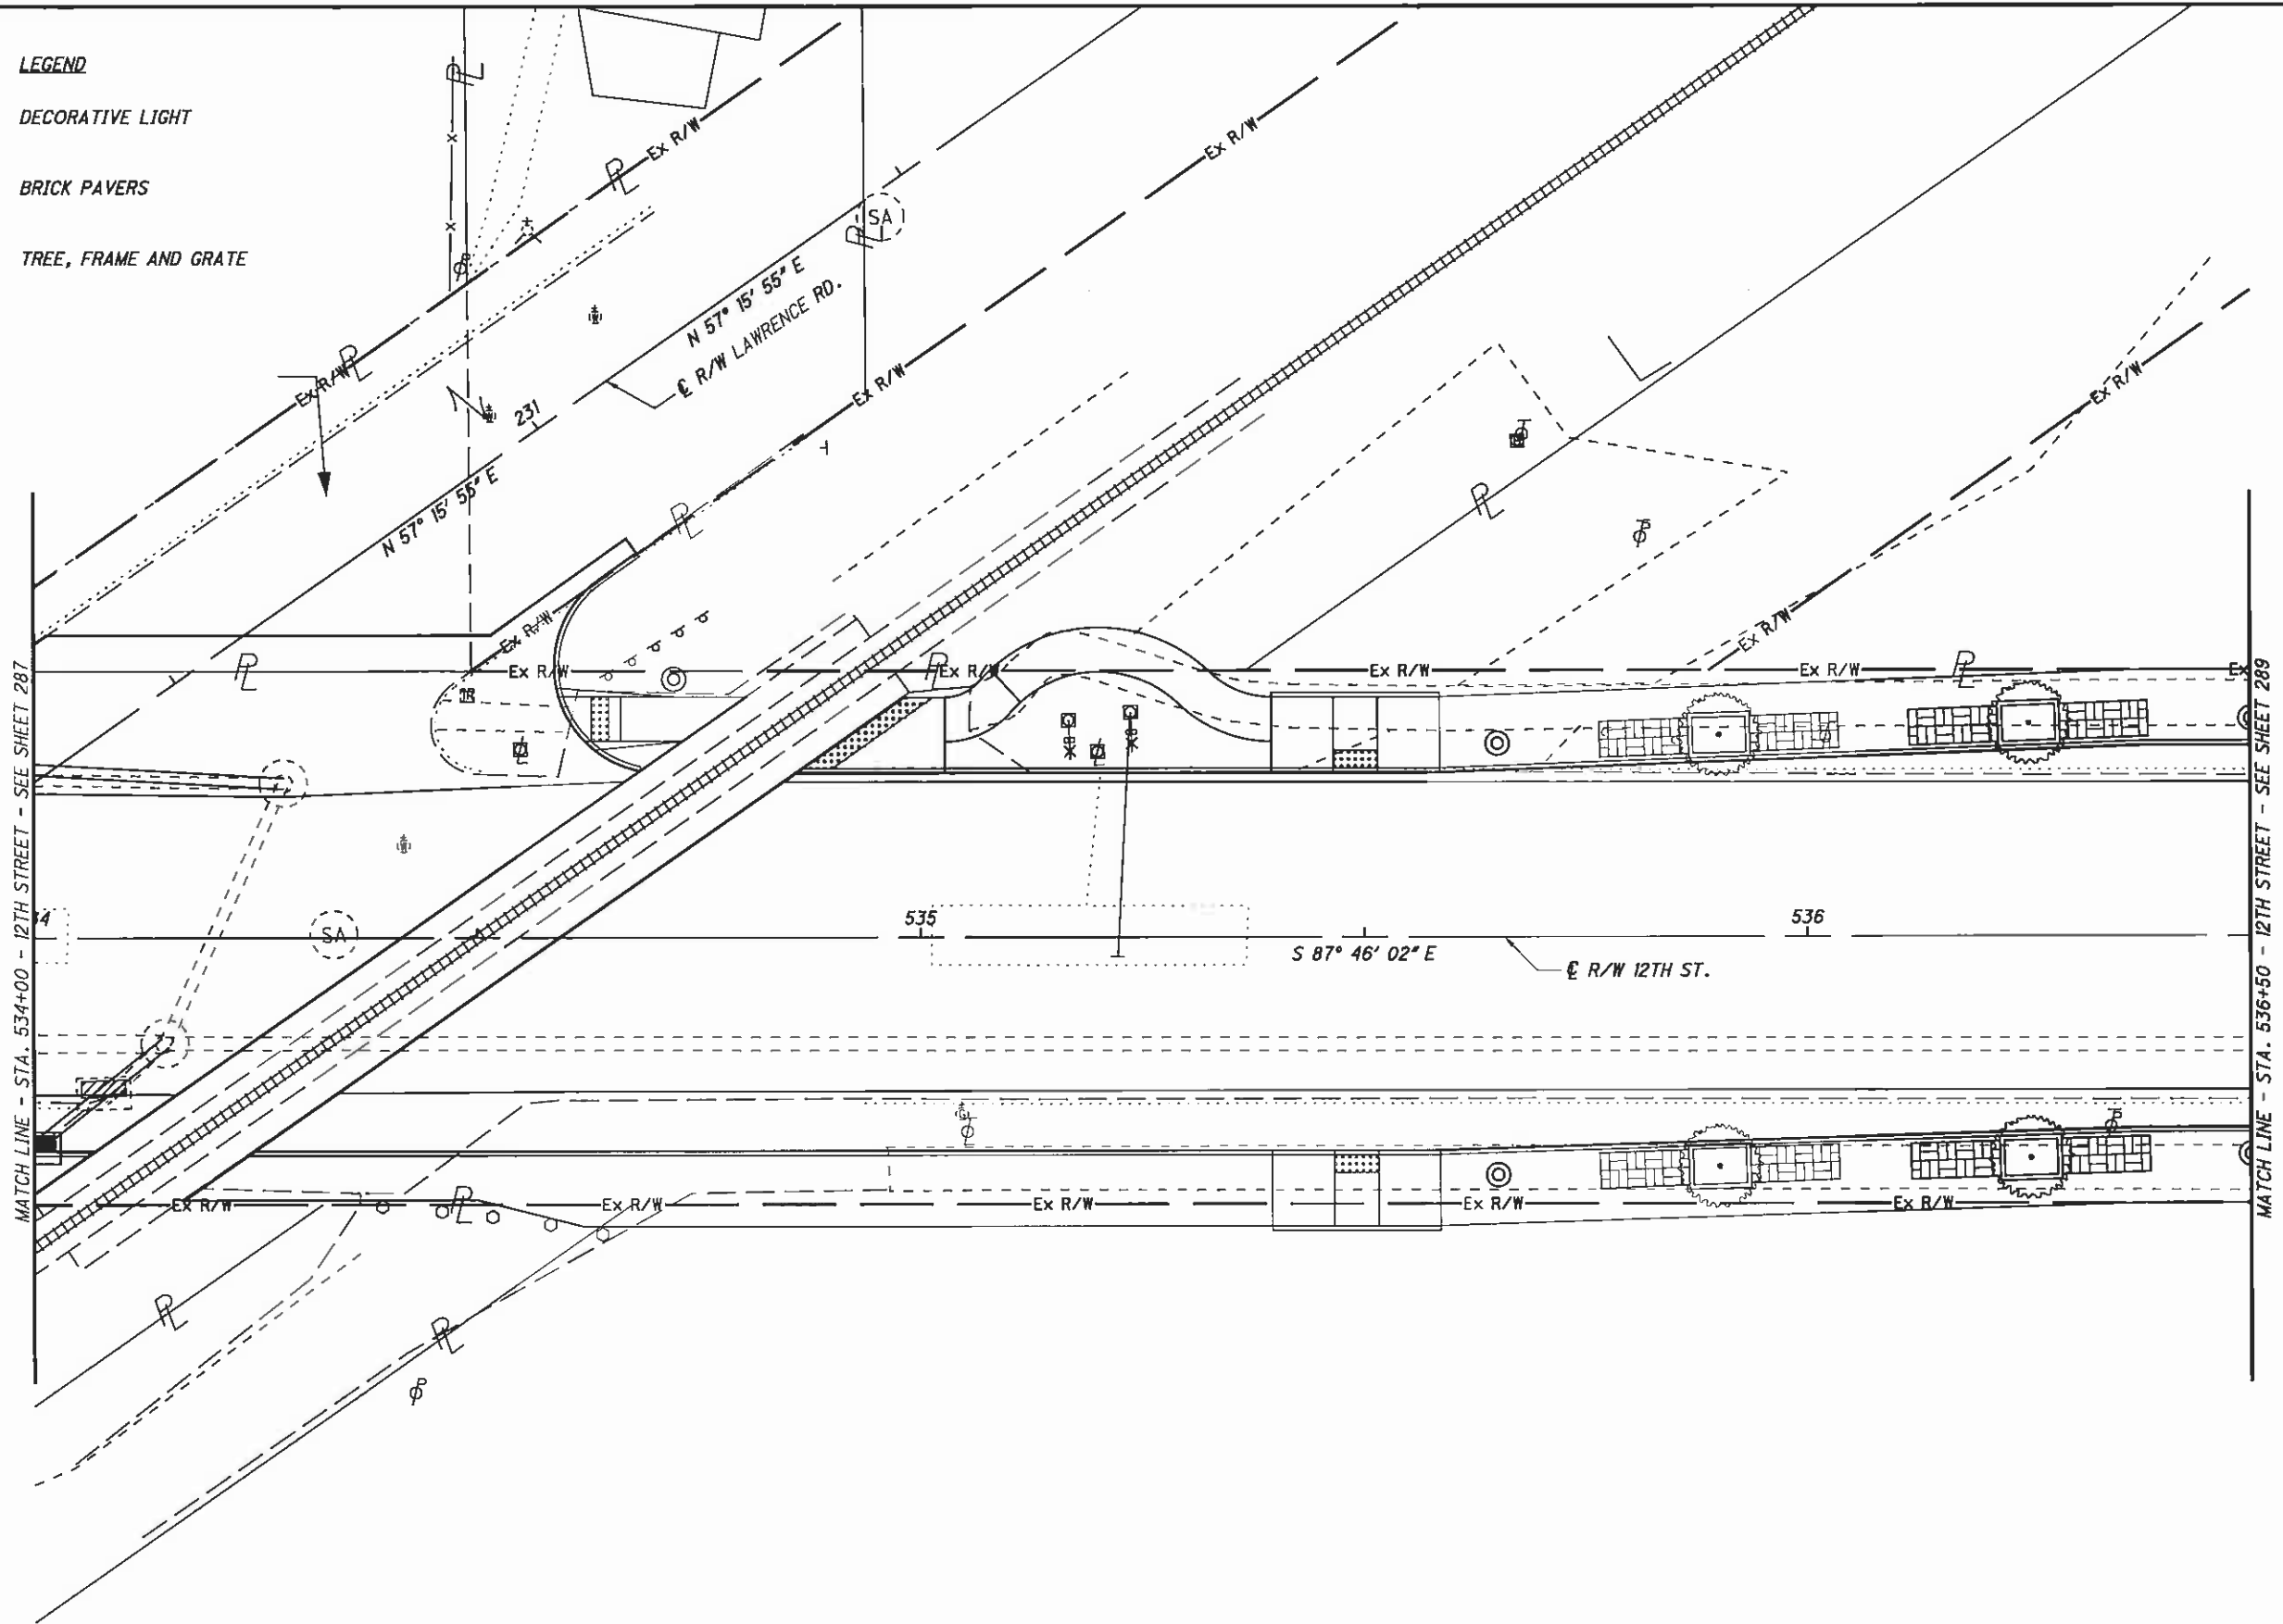 LEGEND
DECORATIVE LIGHT
BRICK PAVERS
TREE, FRAME AND GRATE
Ex R/W
Ex R/W
SA
N 57° 15' 55" E
℄ R/W LAWRENCE RD.
Ex R/W
Ex R/W
Ex R/W
231
N 57° 15' 55" E
Ex R/W
Ex R/W
Ex R/W
Ex R/W
Ex R/W
Ex R/W
Ex R/W
Ex
MATCH LINE - STA. 534+00 - 12TH STREET - SEE SHEET 287
MATCH LINE - STA. 536+50 - 12TH STREET - SEE SHEET 289
SA
535
536
S 87° 46' 02" E
℄ R/W 12TH ST.
Ex R/W
Ex R/W
Ex R/W
Ex R/W
Ex R/W